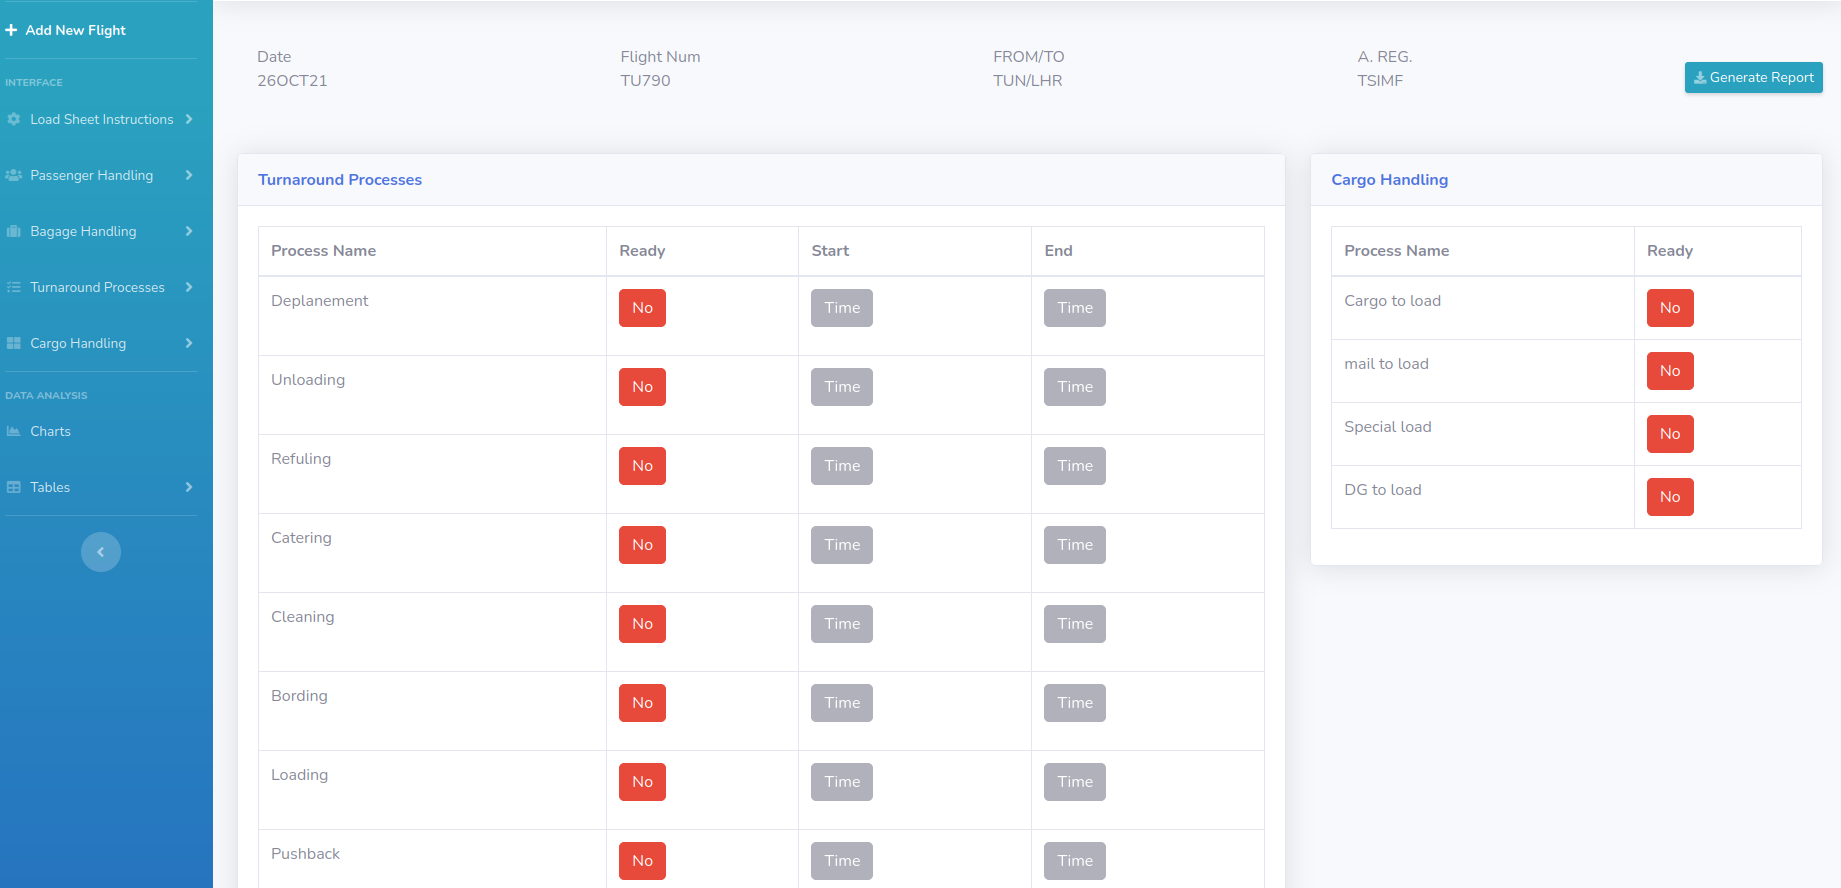 Add New Flight
INTERFACE
Load Sheet Instructions
Passenger Handling
Bagage Handling
Turnaround Processes
Cargo Handling
DATA ANALYSIS
Charts
Tables
Date Flight Num FROM/TO A. REG.
26OCT21 TU790 TUN/LHR TSIMF
Generate Report
Turnaround Processes
Process Name Ready Start End
Deplanement No Time Time
Unloading No Time Time
Refuling No Time Time
Catering No Time Time
Cleaning No Time Time
Bording No Time Time
Loading No Time Time
Pushback No Time Time
Cargo Handling
Process Name Ready
Cargo to load No
mail to load No
Special load No
DG to load No